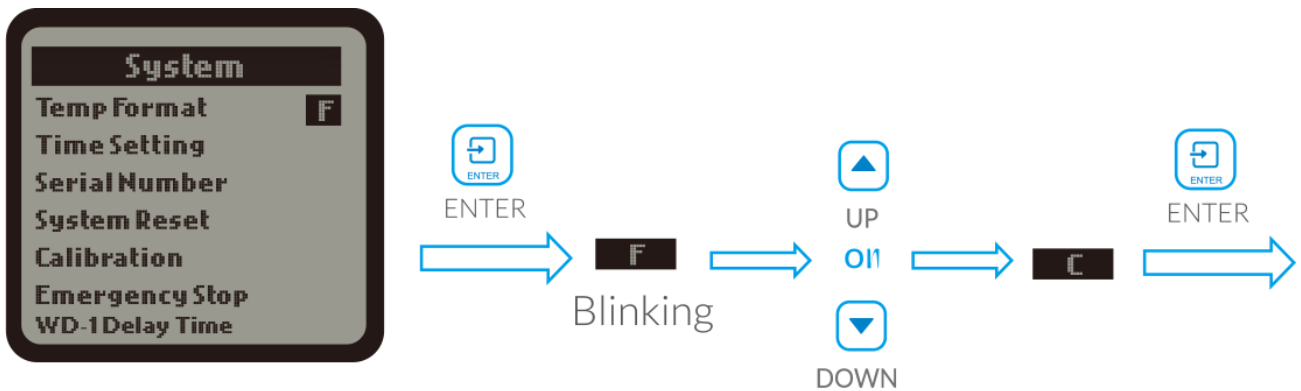 System
Temp Format F
Time Setting
Serial Number
System Reset
Calibration
Emergency Stop
WD-1 Delay Time
ENTER
ENTER
F
Blinking
UP
DOWN
C
ENTER
ENTER